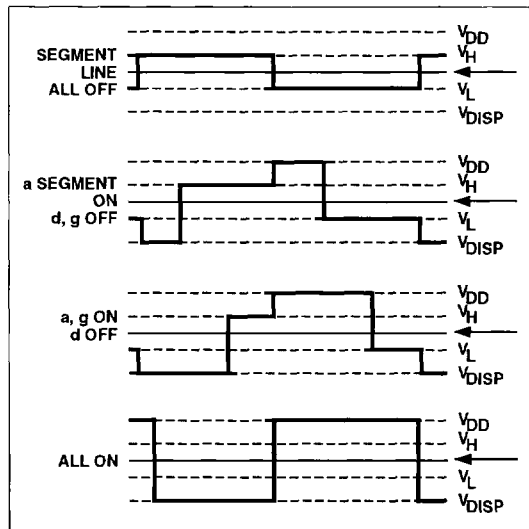 V_DD
SEGMENT
V_H
LINE
ALL OFF
V_L
V_DISP
V_DD
a SEGMENT
V_H
ON
d, g OFF
V_L
V_DISP
V_DD
a, g ON
V_H
d OFF
V_L
V_DISP
V_DD
V_H
ALL ON
V_L
V_DISP